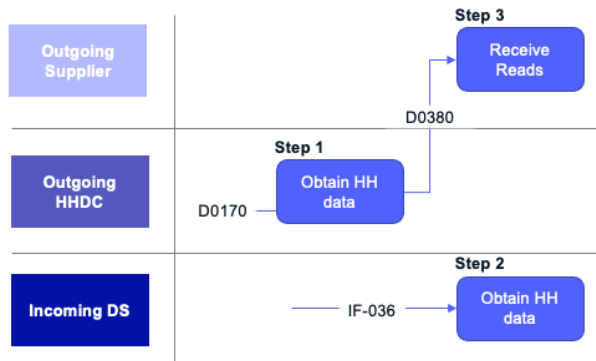 Step 3
Outgoing
Supplier
Receive
Reads
D0380
Step 1
Outgoing
HHDC
Obtain HH
data
D0170
Step 2
Incoming DS
IF-036
Obtain HH
data